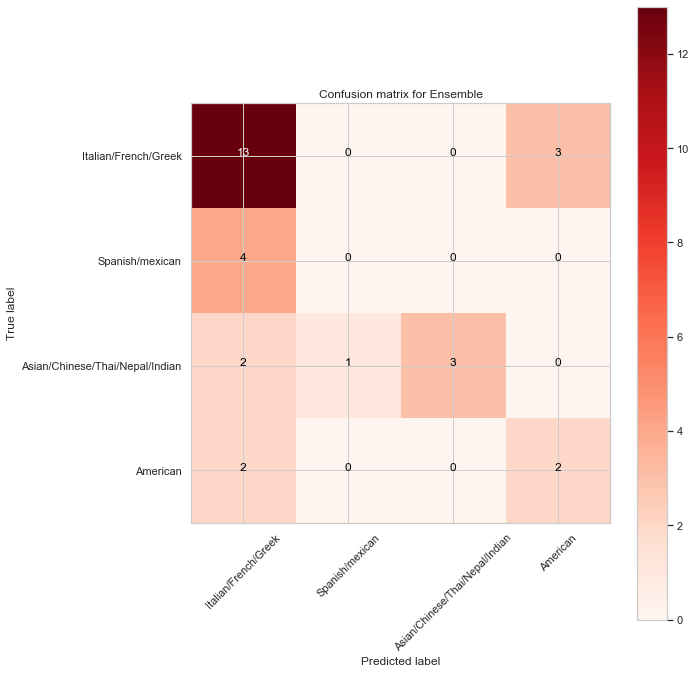 Confusion matrix for Ensemble
True label
Italian/French/Greek
13 0 0 3
Spanish/mexican
4 0 0 0
Asian/Chinese/Thai/Nepal/Indian
2 1 3 0
American
2 0 0 2
Italian/French/Greek
Spanish/mexican
Asian/Chinese/Thai/Nepal/Indian
American
Predicted label
12
10
8
6
4
2
0